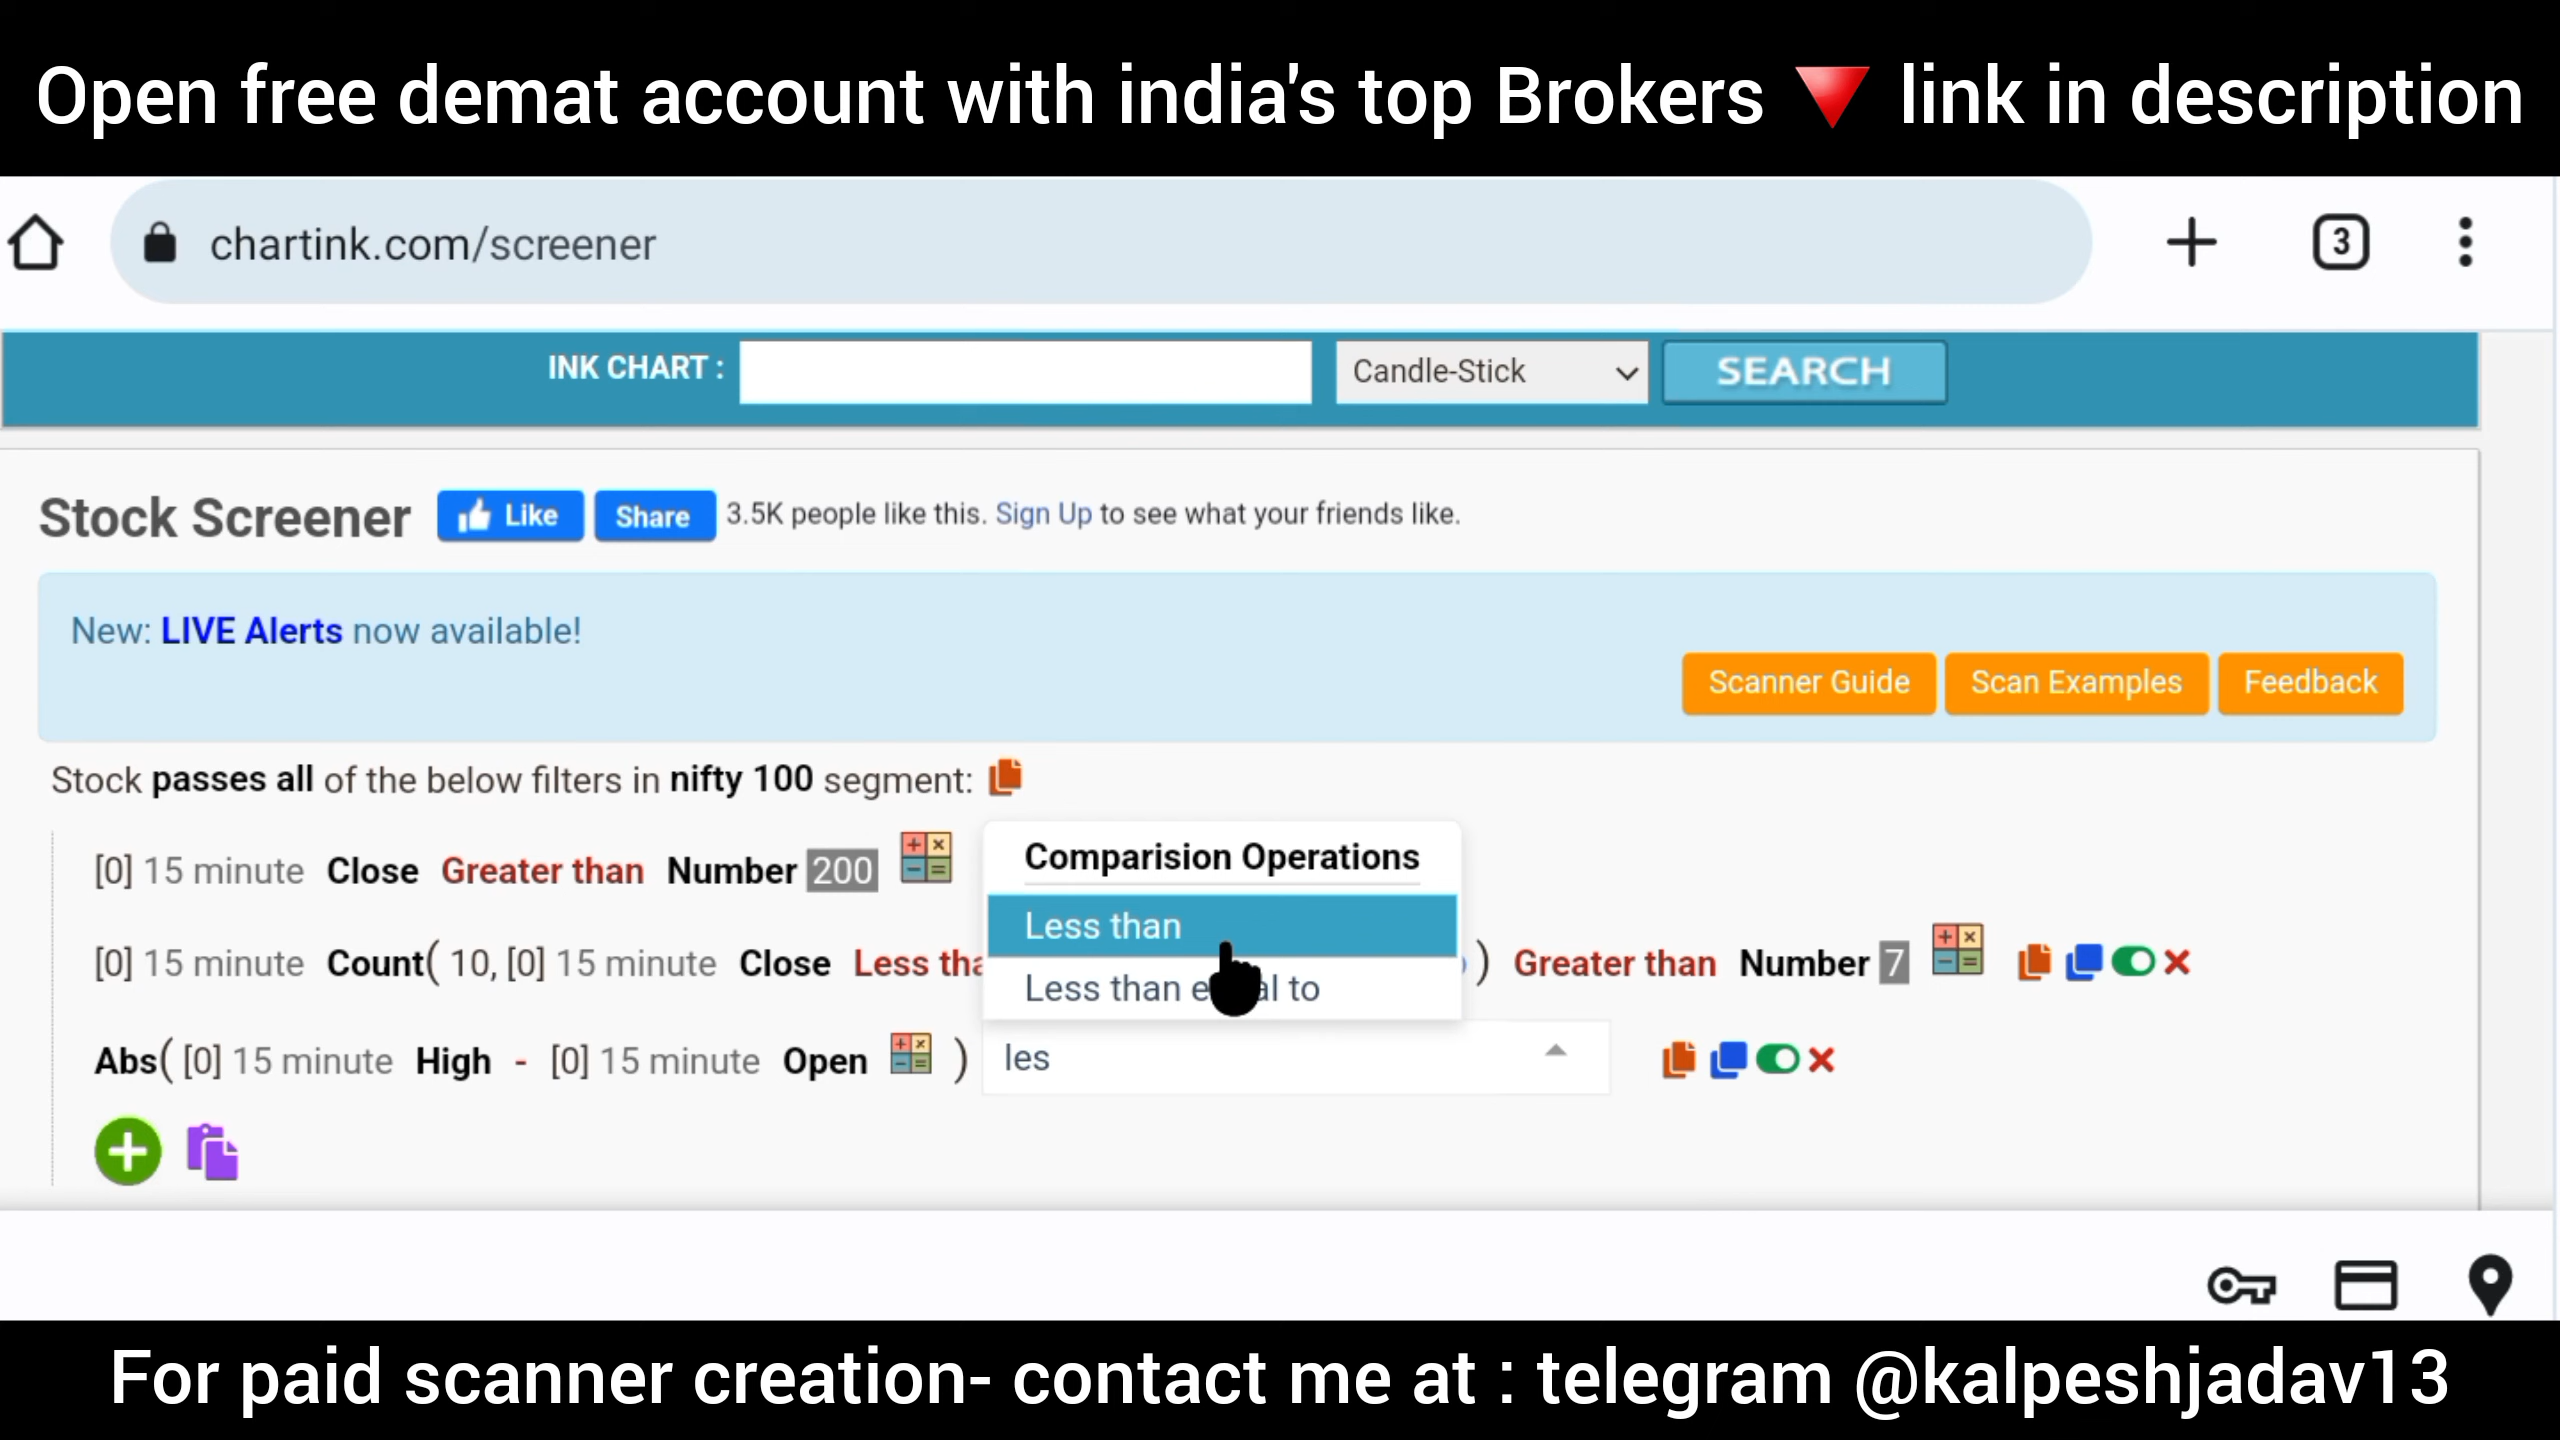 Open free demat account with india's top Brokers 🔻 link in description
chartink.com/screener
3
INK CHART :
Candle-Stick
SEARCH
Stock Screener
Like
Share
3.5K people like this. Sign Up to see what your friends like.
New: LIVE Alerts now available!
Scanner Guide
Scan Examples
Feedback
Stock passes all of the below filters in nifty 100 segment:
[0] 15 minute Close Greater than Number 200
Comparision Operations
Less than
Less than to
[0] 15 minute Count( 10, [0] 15 minute Close Less ) Greater than Number 7
Abs( [0] 15 minute High - [0] 15 minute Open ) les
For paid scanner creation- contact me at : telegram @kalpeshjadav13